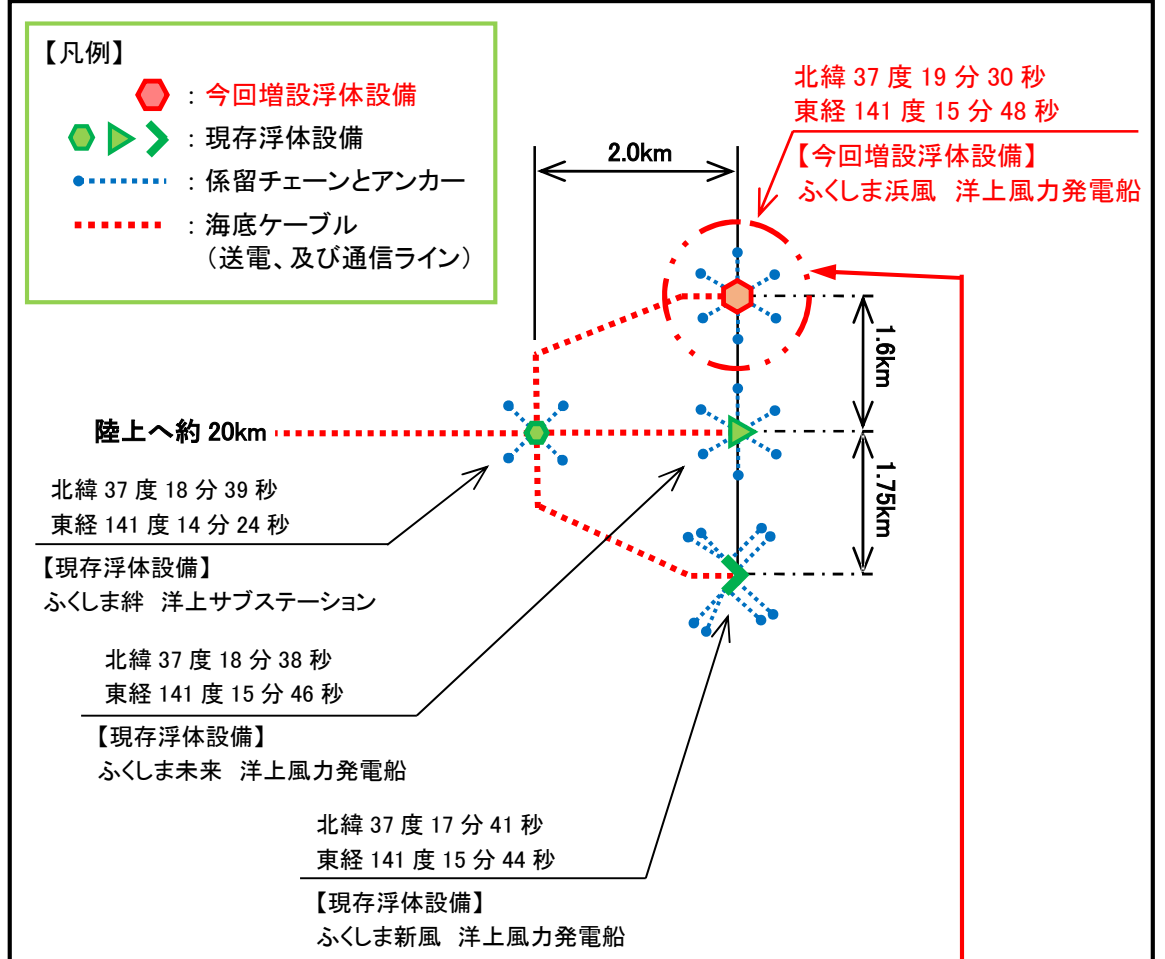 【凡例】
: 今回増設浮体設備
: 現存浮体設備
: 係留チェーンとアンカー
: 海底ケーブル
(送電、及び通信ライン)
北緯 37 度 19 分 30 秒
東経 141 度 15 分 48 秒
【今回増設浮体設備】
ふくしま浜風 洋上風力発電船
2.0km
1.6km
陸上へ約 20km
1.75km
北緯 37 度 18 分 39 秒
東経 141 度 14 分 24 秒
【現存浮体設備】
ふくしま絆 洋上サブステーション
北緯 37 度 18 分 38 秒
東経 141 度 15 分 46 秒
【現存浮体設備】
ふくしま未来 洋上風力発電船
北緯 37 度 17 分 41 秒
東経 141 度 15 分 44 秒
【現存浮体設備】
ふくしま新風 洋上風力発電船